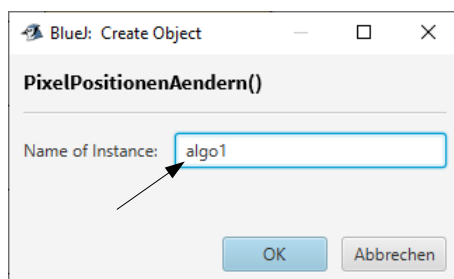 BlueJ: Create Object
PixelPositionenAendern()
Name of Instance: algo1
OK Abbrechen